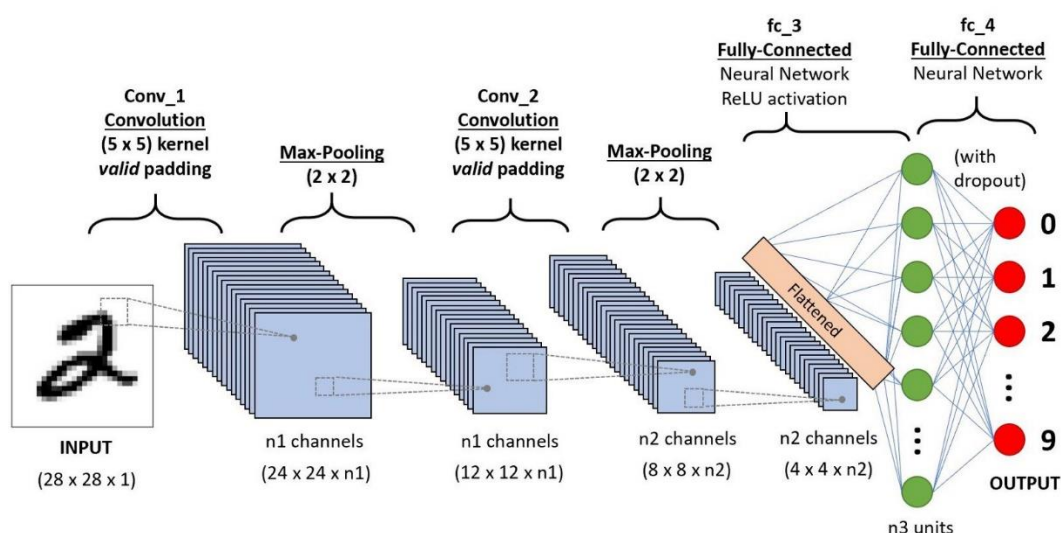 fc_3
Fully-Connected
Neural Network
ReLU activation
fc_4
Fully-Connected
Neural Network
Conv_1
Convolution
(5 x 5) kernel
valid padding
Max-Pooling
(2 x 2)
Conv_2
Convolution
(5 x 5) kernel
valid padding
Max-Pooling
(2 x 2)
(with
dropout)
Flattened
0
1
2
9
INPUT
(28 x 28 x 1)
n1 channels
(24 x 24 x n1)
n1 channels
(12 x 12 x n1)
n2 channels
(8 x 8 x n2)
n2 channels
(4 x 4 x n2)
OUTPUT
n3 units
2